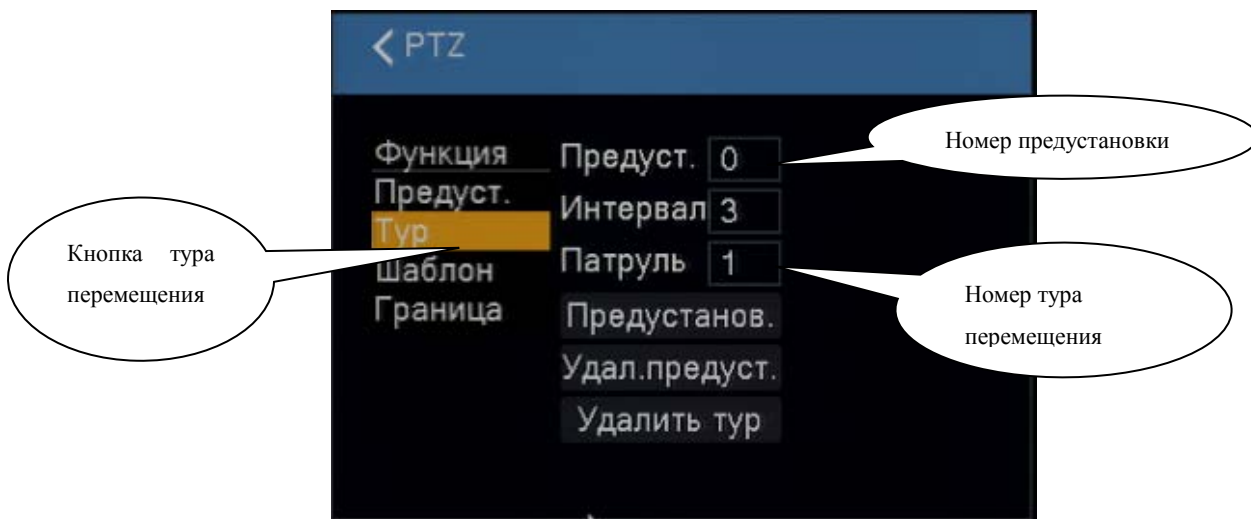 PTZ
Функция
Предуст.
Тур
Шаблон
Граница
Предуст. 0
Интервал 3
Патруль 1
Предустанов.
Удал.предуст.
Удалить тур
Кнопка тура
перемещения
Номер предустановки
Номер тура
перемещения